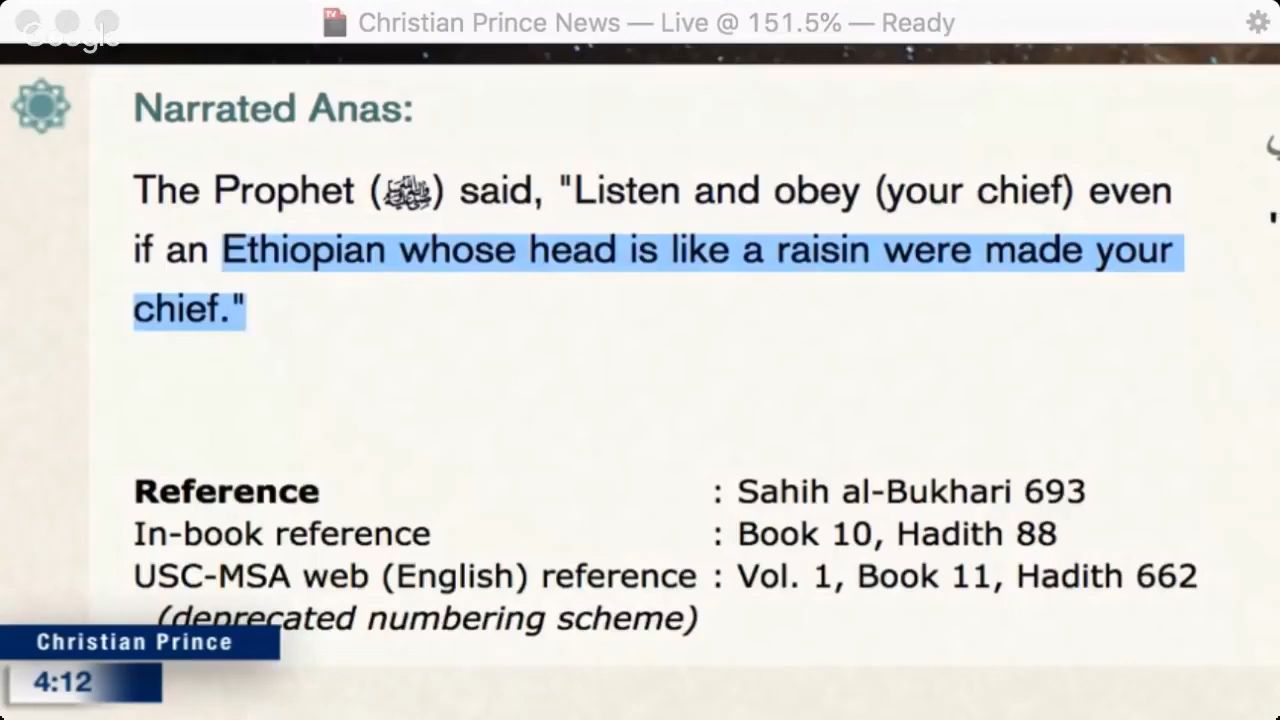 Christian Prince News — Live @ 151.5% — Ready
Google
Narrated Anas:
The Prophet (ﷺ) said, "Listen and obey (your chief) even
if an Ethiopian whose head is like a raisin were made your
chief."
Reference : Sahih al-Bukhari 693
In-book reference : Book 10, Hadith 88
USC-MSA web (English) reference : Vol. 1, Book 11, Hadith 662
(deprecated numbering scheme)
Christian Prince
4:12